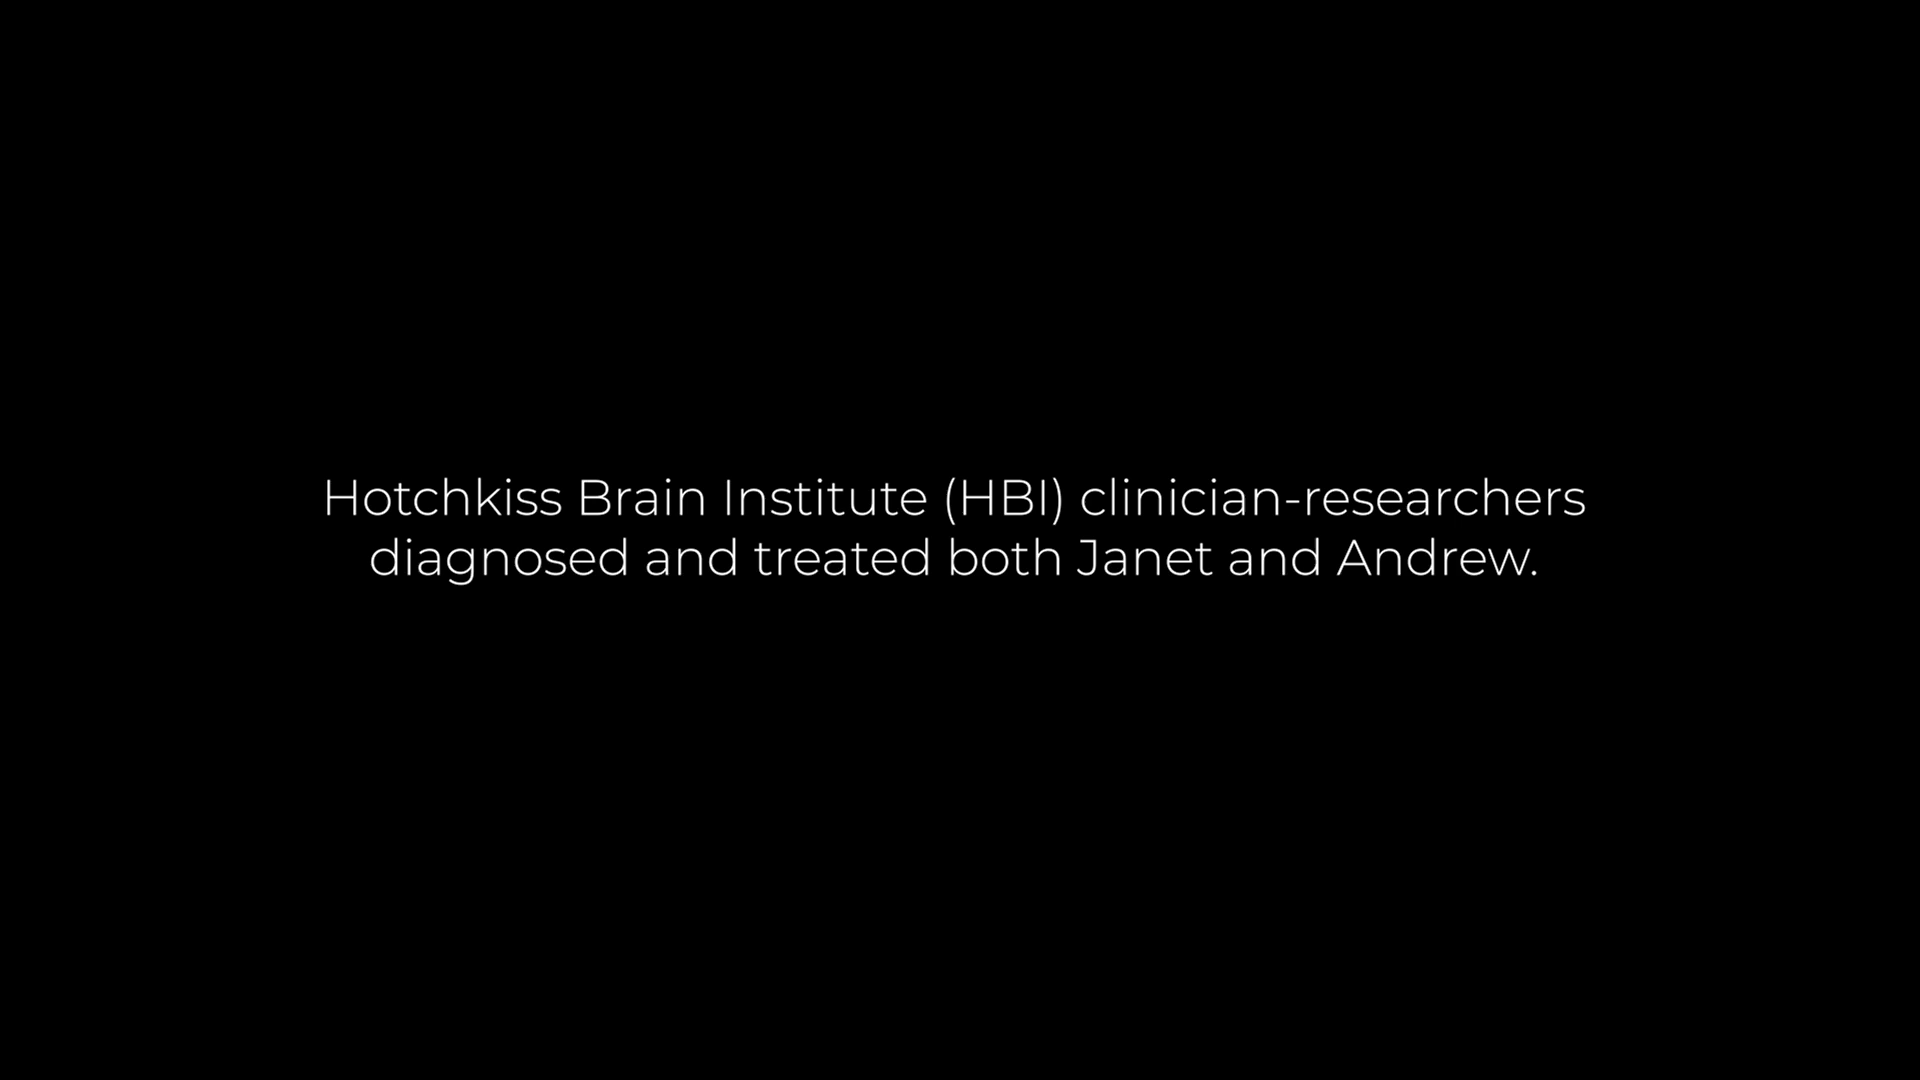 Hotchkiss Brain Institute (HBI) clinician-researchers
diagnosed and treated both Janet and Andrew.